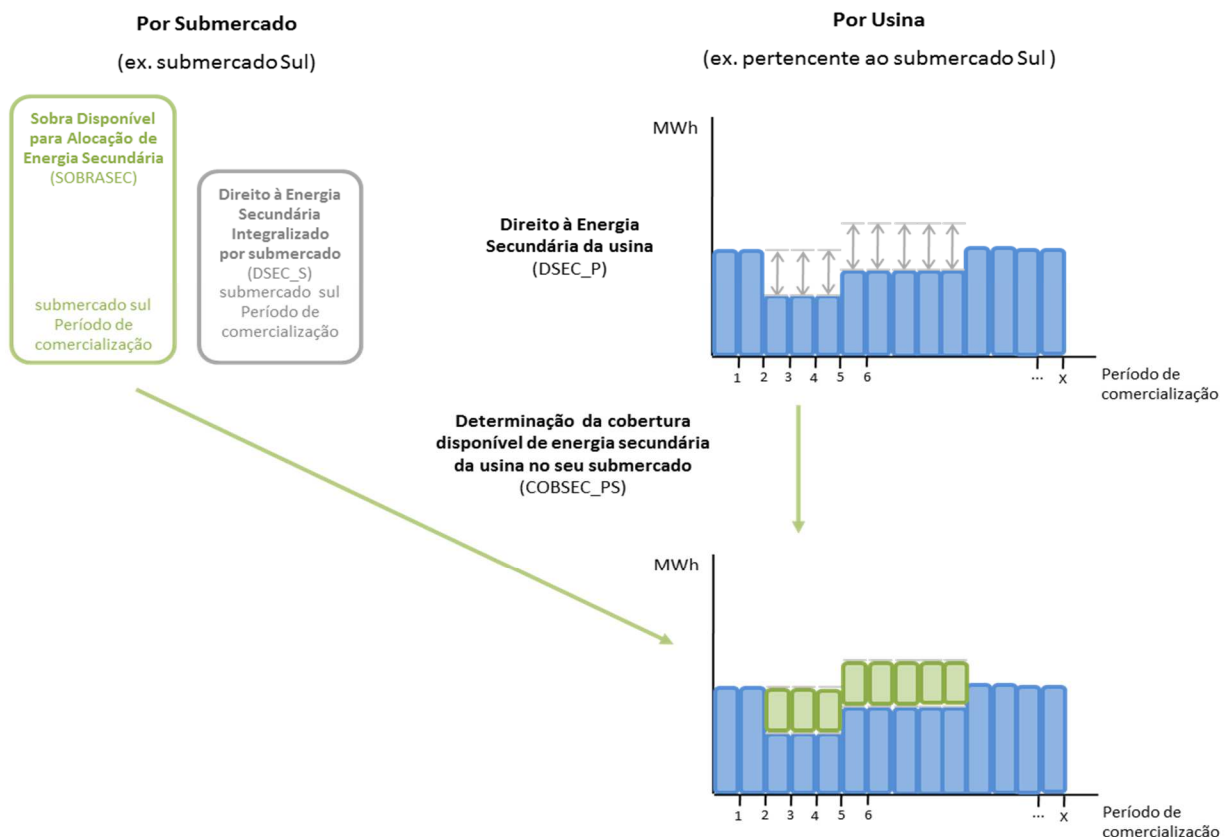 Por Submercado
(ex. submercado Sul)
Sobra Disponível
para Alocação de
Energia Secundária
(SOBRASEC)
submercado sul
Período de
comercialização
Direito à Energia
Secundária
Integralizado
por submercado
(DSEC_S)
submercado sul
Período de
comercialização
Por Usina
(ex. pertencente ao submercado Sul )
MWh
Direito à Energia
Secundária da usina
(DSEC_P)
1 2 3 4 5 6 ... X
Período de
comercialização
Determinação da cobertura
disponível de energia secundária
da usina no seu submercado
(COBSEC_PS)
MWh
1 2 3 4 5 6 ... X
Período de
comercialização